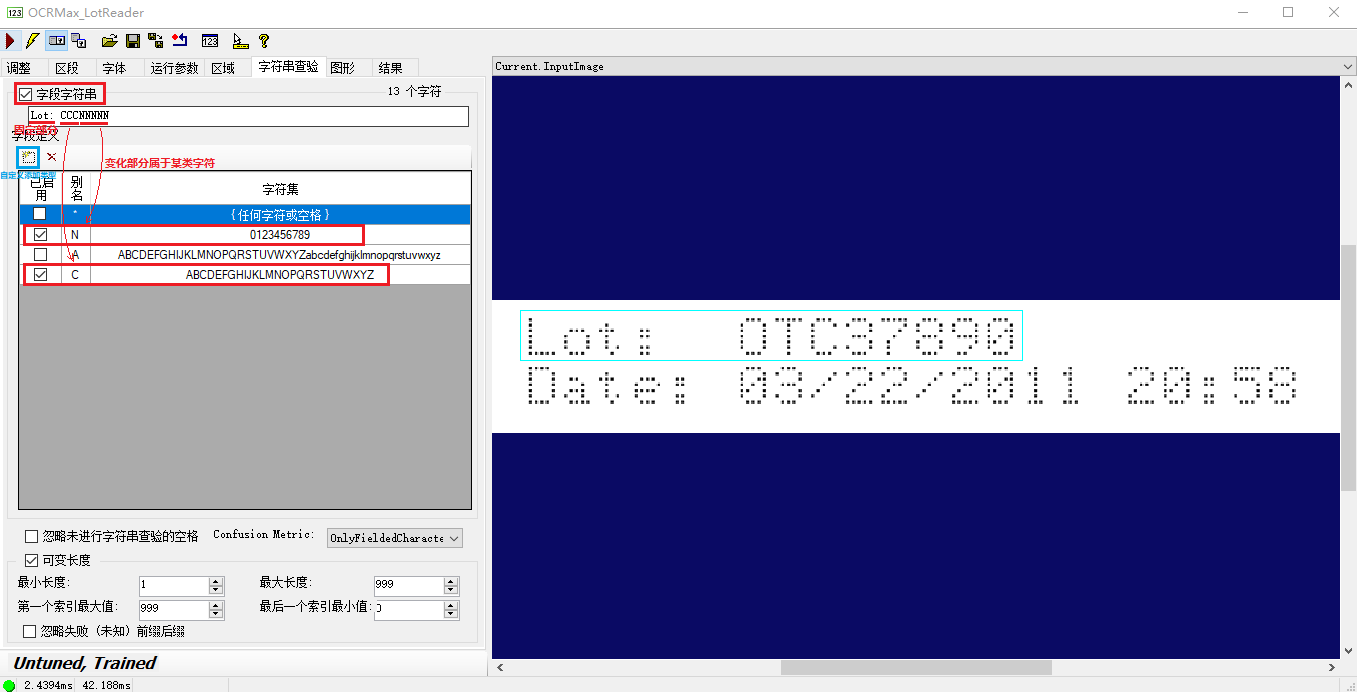 OCRMax_LotReader
调整 区段 字体 运行参数 区域 字符串查验 图形 结果
字段字符串 13 个字符
Lot: CCCNNNNN
固定部分
字段定义
变化部分属于某类字符
自定义添加类型
已启用 别名 字符集
* {任何字符或空格}
N 0123456789
A ABCDEFGHIJKLMNOPQRSTUVWXYZabcdefghijklmnopqrstuvwxyz
C ABCDEFGHIJKLMNOPQRSTUVWXYZ
忽略未进行字符串查验的空格 Confusion Metric: OnlyFieldedCharacte
可变长度
最小长度: 1 最大长度: 999
第一个索引最大值: 999 最后一个索引最小值: 0
忽略失败（未知）前缀后缀
Untuned, Trained
2.4394ms 42.188ms
Current.InputImage
Lot: OTC37890
Date: 03/22/2011 20:58